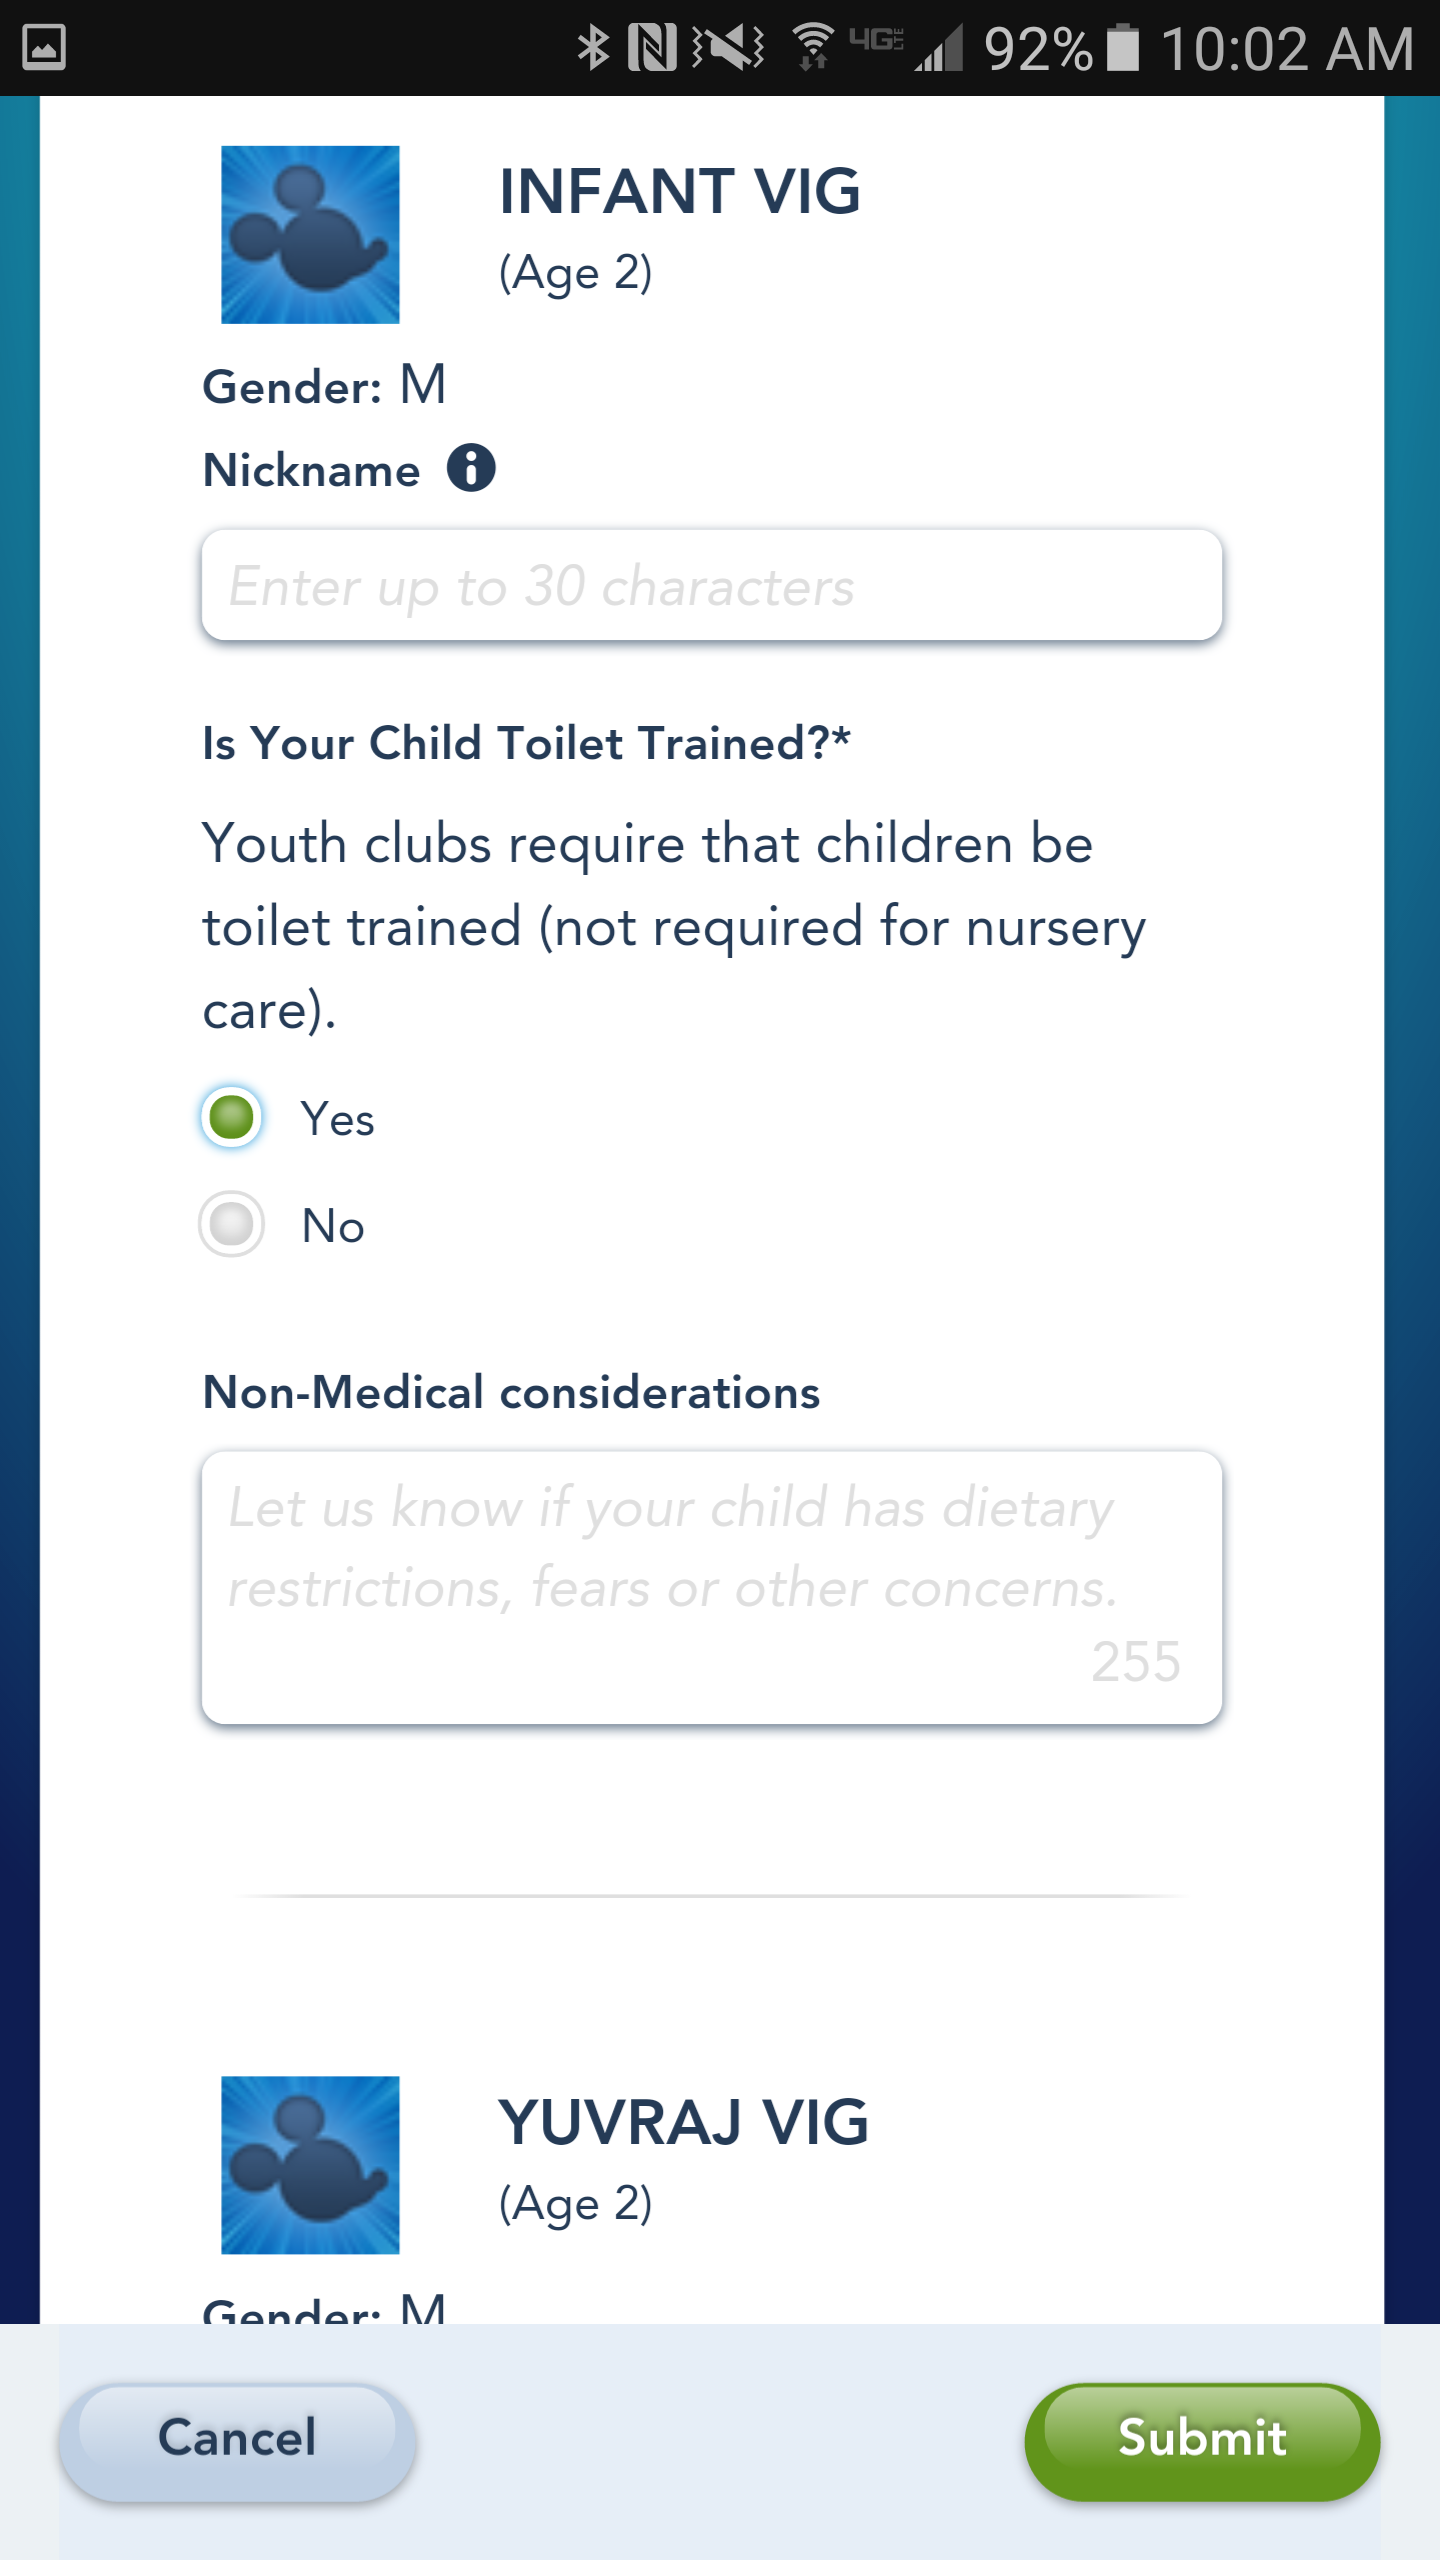 4G LTE 92% 10:02 AM
INFANT VIG
(Age 2)
Gender: M
Nickname
Enter up to 30 characters
Is Your Child Toilet Trained?*
Youth clubs require that children be
toilet trained (not required for nursery
care).
Yes
No
Non-Medical considerations
Let us know if your child has dietary
restrictions, fears or other concerns.
255
YUVRAJ VIG
(Age 2)
Gender: M
Cancel
Submit